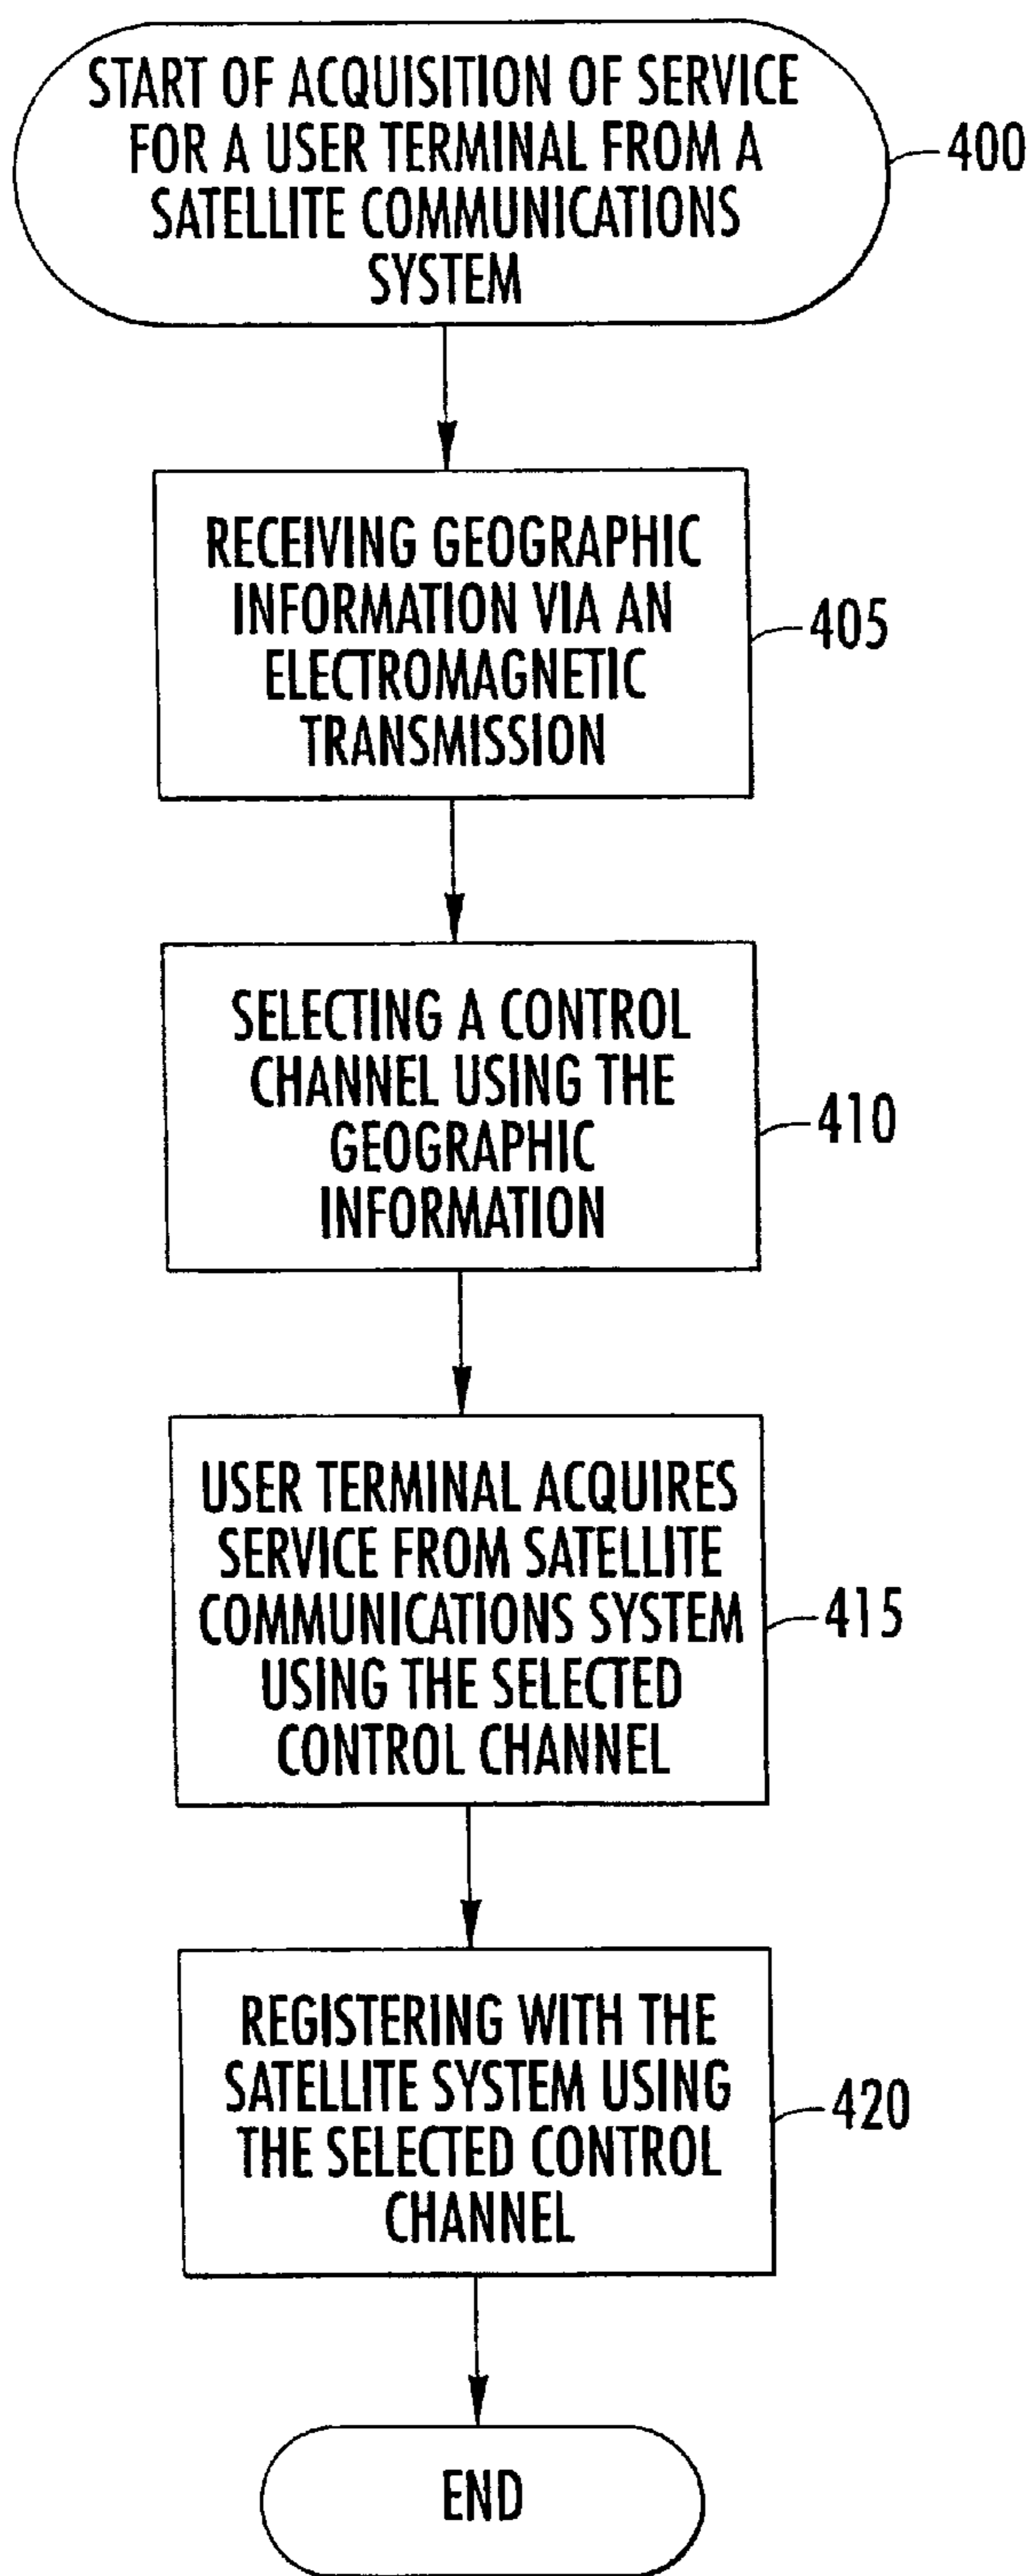 START OF ACQUISITION OF SERVICE
FOR A USER TERMINAL FROM A
SATELLITE COMMUNICATIONS
SYSTEM
400
RECEIVING GEOGRAPHIC
INFORMATION VIA AN
ELECTROMAGNETIC
TRANSMISSION
405
SELECTING A CONTROL
CHANNEL USING THE
GEOGRAPHIC
INFORMATION
410
USER TERMINAL ACQUIRES
SERVICE FROM SATELLITE
COMMUNICATIONS SYSTEM
USING THE SELECTED
CONTROL CHANNEL
415
REGISTERING WITH THE
SATELLITE SYSTEM USING
THE SELECTED CONTROL
CHANNEL
420
END